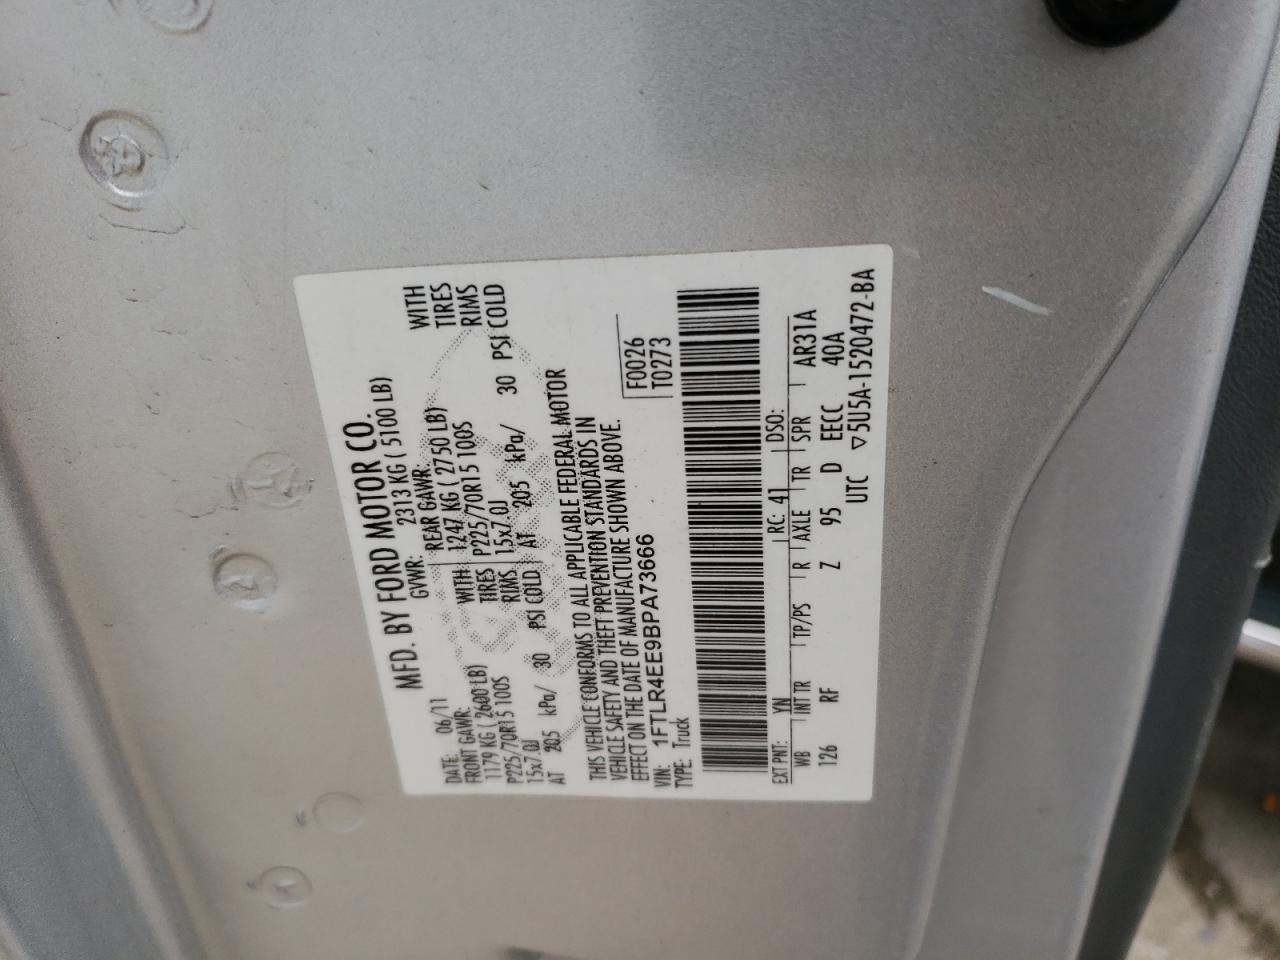 MFD. BY FORD MOTOR CO.
DATE: 06/11 GVWR: 2313 KG ( 5100 LB)
FRONT GAWR: REAR GAWR: WITH
1179 KG ( 2600 LB) WITH 1247 KG ( 2750 LB) TIRES
P225/70R15 100S TIRES P225/70R15 100S RIMS
15x7.0J RIMS 15x7.0J
AT 205 kPa/ 30 PSI COLD AT 205 kPa/ 30 PSI COLD
THIS VEHICLE CONFORMS TO ALL APPLICABLE FEDERAL MOTOR
VEHICLE SAFETY AND THEFT PREVENTION STANDARDS IN
EFFECT ON THE DATE OF MANUFACTURE SHOWN ABOVE.
VIN: 1FTLR4EE9BPA73666 F0026
TYPE: Truck T0273
EXT PNT: YN RC: 41 DSO:
WB INT TR TP/PS R AXLE TR SPR AR31A
126 RF Z 95 D EECC 40A
UTC ▽5U5A-1520472-BA